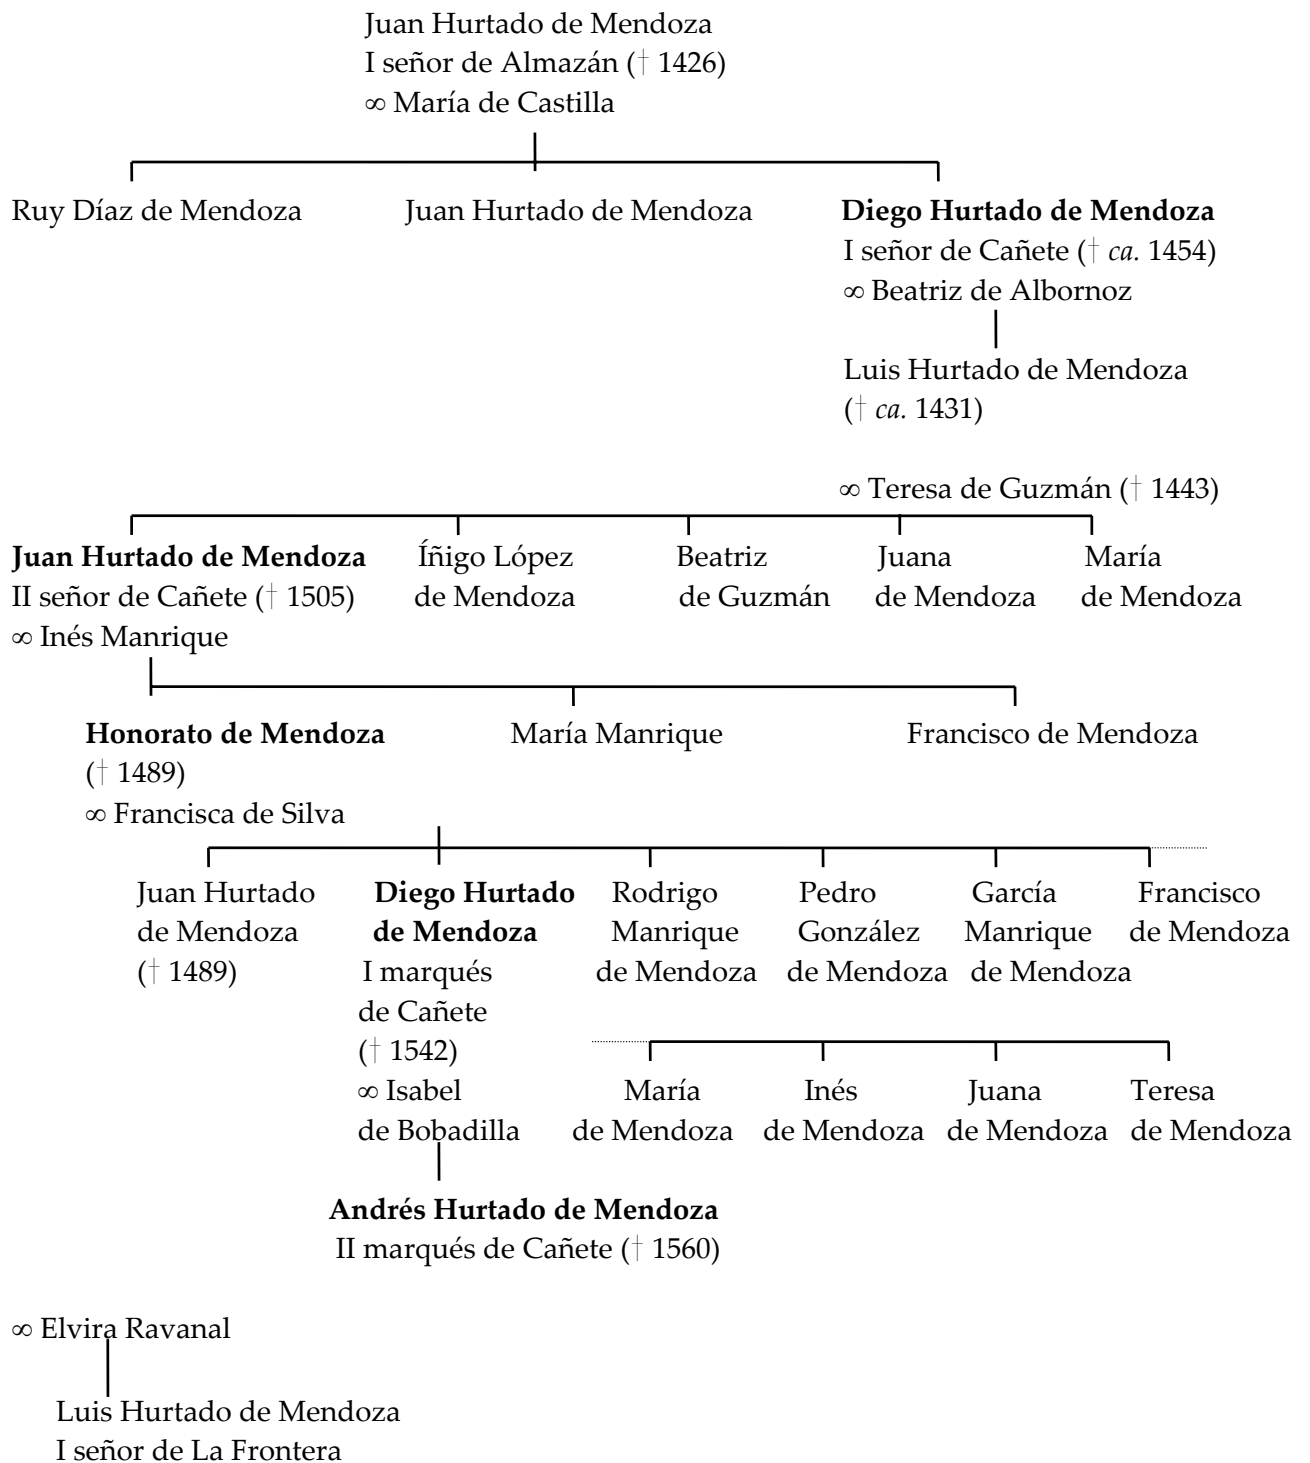 Juan Hurtado de Mendoza
I señor de Almazán († 1426)
∞ María de Castilla
Ruy Díaz de Mendoza Juan Hurtado de Mendoza Diego Hurtado de Mendoza
I señor de Cañete († ca. 1454)
∞ Beatriz de Albornoz
Luis Hurtado de Mendoza
(† ca. 1431)
∞ Teresa de Guzmán († 1443)
Juan Hurtado de Mendoza Íñigo López Beatriz Juana María
II señor de Cañete († 1505) de Mendoza de Guzmán de Mendoza de Mendoza
∞ Inés Manrique
Honorato de Mendoza María Manrique Francisco de Mendoza
(† 1489)
∞ Francisca de Silva
Juan Hurtado Diego Hurtado Rodrigo Pedro García Francisco
de Mendoza de Mendoza Manrique González Manrique de Mendoza
(† 1489) I marqués de Mendoza de Mendoza de Mendoza
de Cañete
(† 1542)
∞ Isabel María Inés Juana Teresa
de Bobadilla de Mendoza de Mendoza de Mendoza de Mendoza
Andrés Hurtado de Mendoza
II marqués de Cañete († 1560)
∞ Elvira Ravanal
Luis Hurtado de Mendoza
I señor de La Frontera